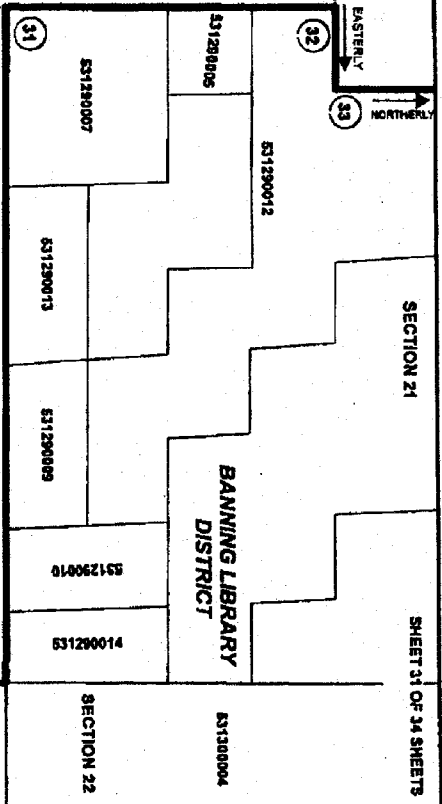 31
32
33
EASTERLY
NORTHERLY
531290005
531290007
531290012
531290013
531290009
531290010
531290014
SECTION 21
BANNING LIBRARY
DISTRICT
SHEET 31 OF 34 SHEETS
SECTION 22
531300004